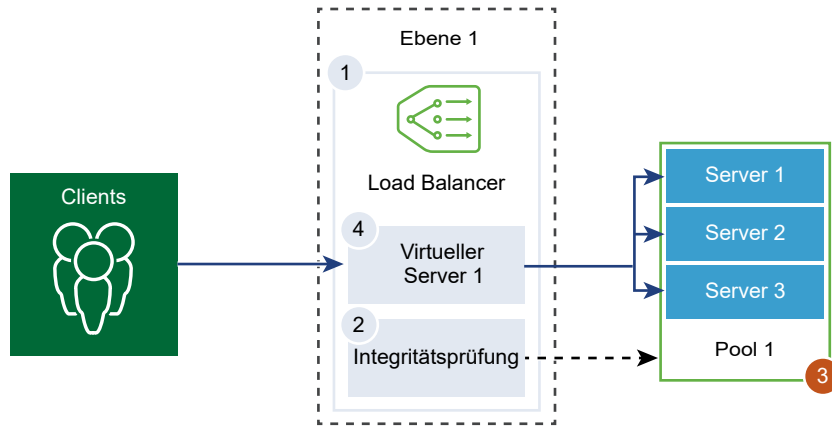 Ebene 1
1
Load Balancer
Clients
4
Virtueller
Server 1
2
Integritätsprüfung
Server 1
Server 2
Server 3
Pool 1
3